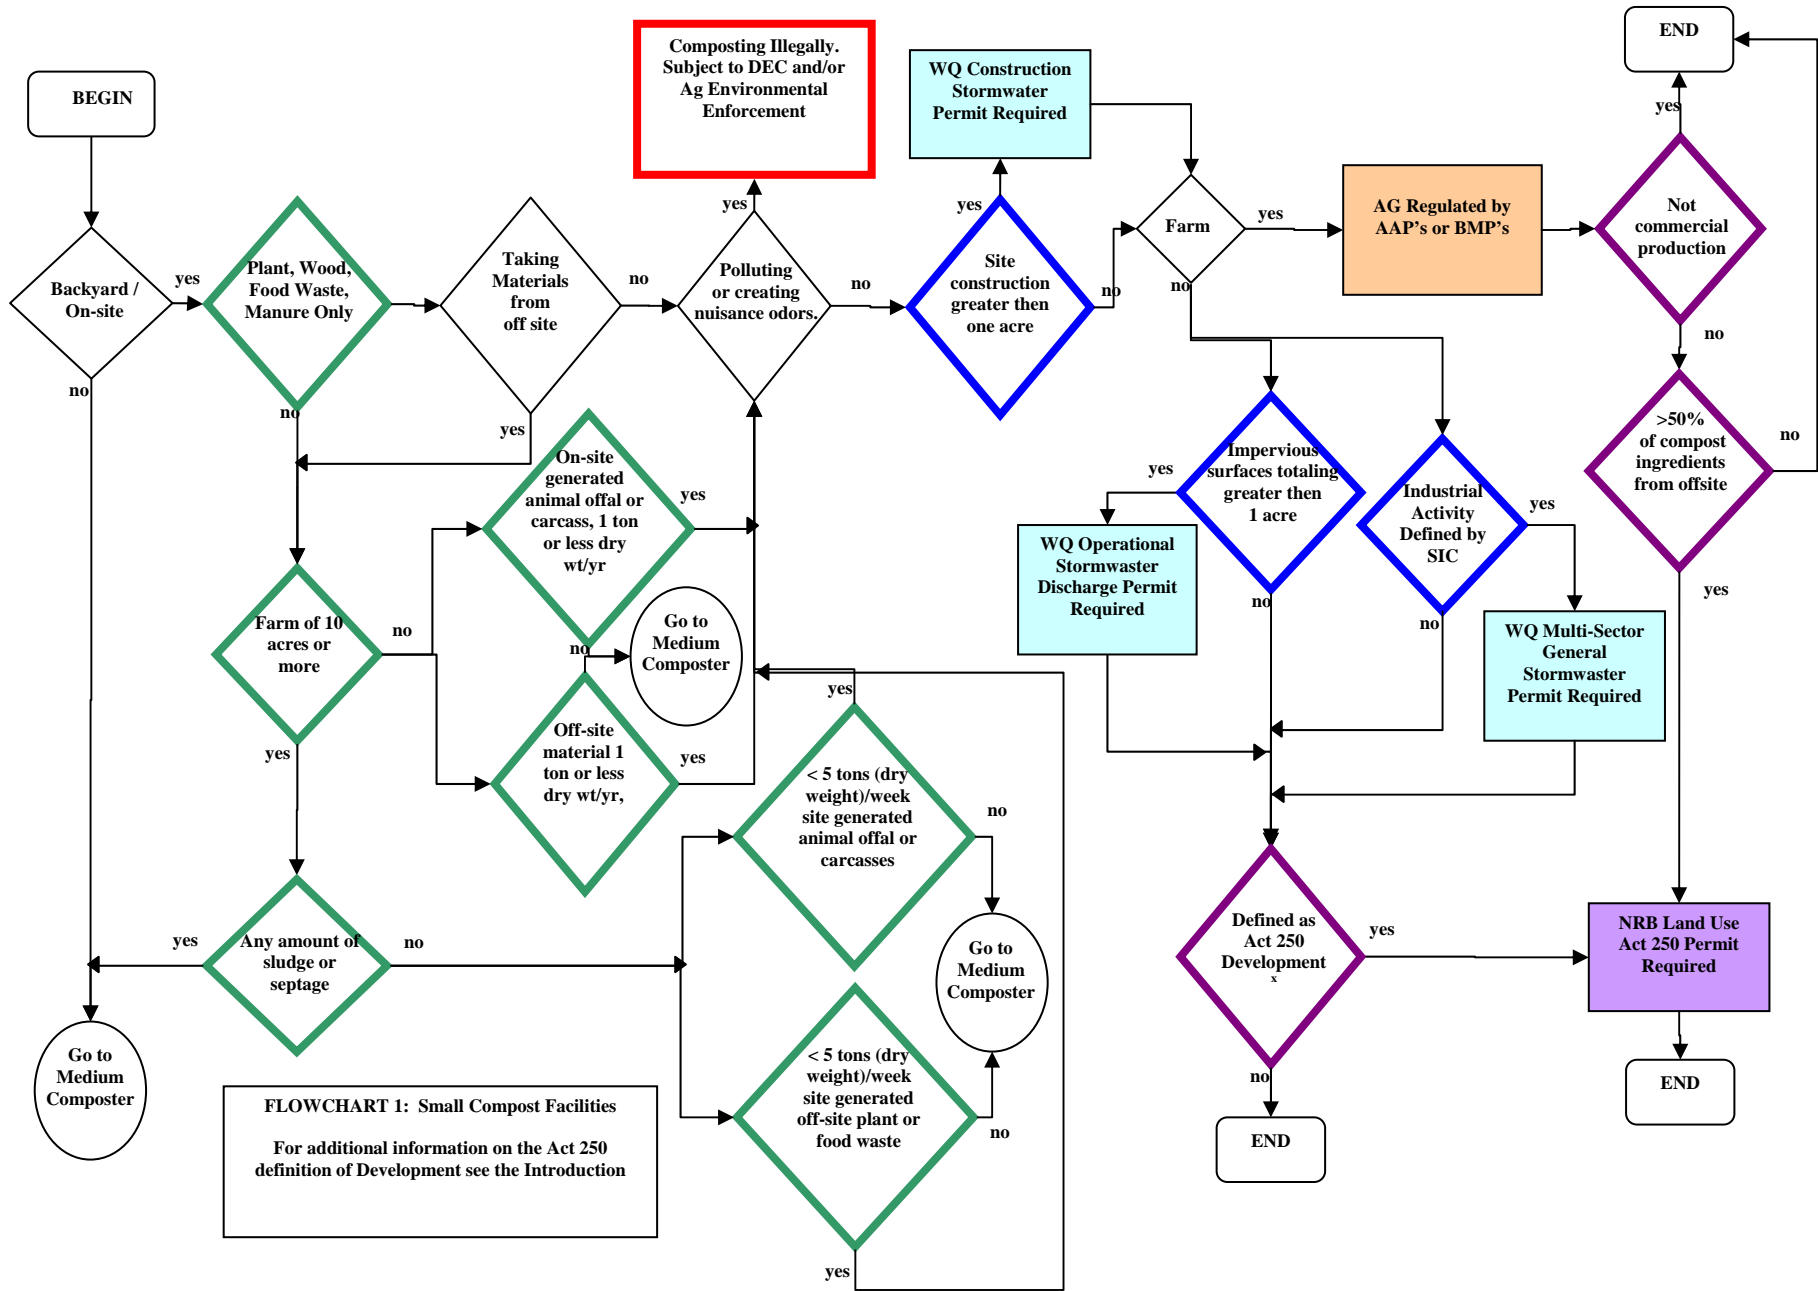 BEGIN
Backyard /
On-site
yes
no
Plant, Wood,
Food Waste,
Manure Only
no
Taking
Materials
from
off site
no
yes
Composting Illegally.
Subject to DEC and/or
Ag Environmental
Enforcement
yes
Polluting
or creating
nuisance odors.
no
WQ Construction
Stormwater
Permit Required
yes
Site
construction
greater then
one acre
no
Farm
yes
no
AG Regulated by
AAP's or BMP's
END
yes
Not
commercial
production
no
>50%
of compost
ingredients
from offsite
no
yes
On-site
generated
animal offal or
carcass, 1 ton
or less dry
wt/yr
yes
no
Farm of 10
acres or
more
no
yes
Go to
Medium
Composter
Off-site
material 1
ton or less
dry wt/yr,
yes
Impervious
surfaces totaling
greater then
1 acre
yes
no
Industrial
Activity
Defined by
SIC
yes
no
WQ Operational
Stormwaster
Discharge Permit
Required
WQ Multi-Sector
General
Stormwaster
Permit Required
yes
< 5 tons (dry
weight)/week
site generated
animal offal or
carcasses
no
Any amount of
sludge or
septage
yes
no
Go to
Medium
Composter
Defined as
Act 250
Development
x
yes
no
NRB Land Use
Act 250 Permit
Required
END
END
< 5 tons (dry
weight)/week
site generated
off-site plant or
food waste
no
yes
Go to
Medium
Composter
FLOWCHART 1: Small Compost Facilities
For additional information on the Act 250
definition of Development see the Introduction